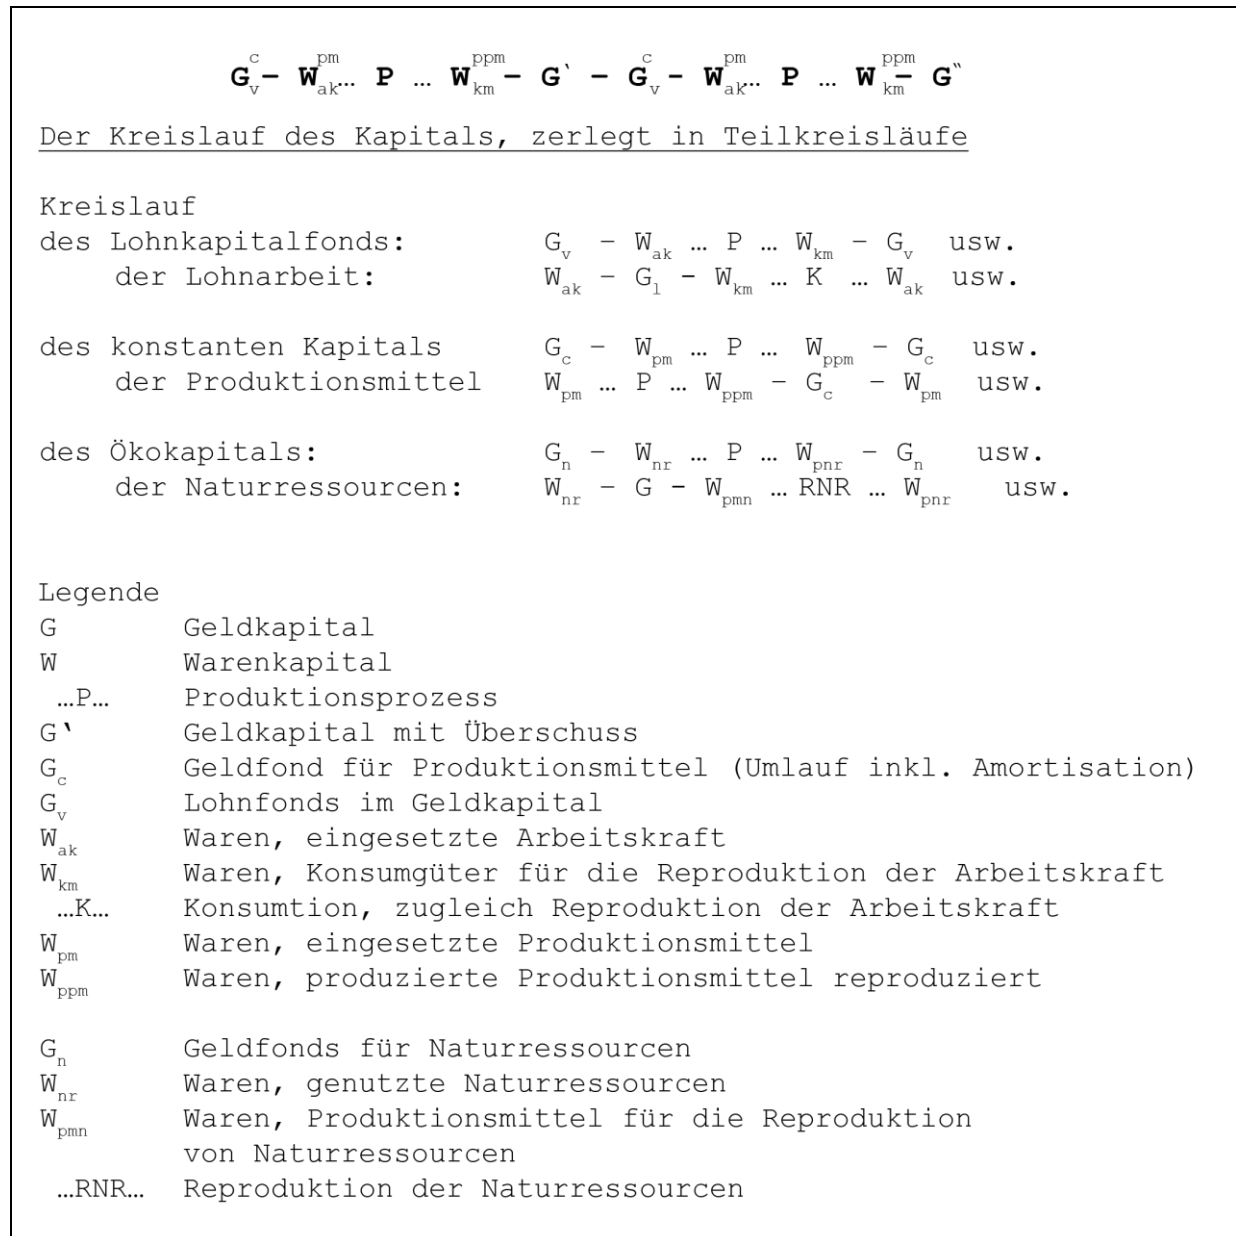 G^c_v – W^pm_ak … P … W^ppm_km – G‛ – G^c_v – W^pm_ak … P … W^ppm_km – G‟
Der Kreislauf des Kapitals, zerlegt in Teilkreisläufe
Kreislauf
des Lohnkapitalfonds: G_v – W_ak … P … W_km – G_v usw.
der Lohnarbeit: W_ak – G_l – W_km … K … W_ak usw.
des konstanten Kapitals G_c – W_pm … P … W_ppm – G_c usw.
der Produktionsmittel W_pm … P … W_ppm – G_c – W_pm usw.
des Ökokapitals: G_n – W_nr … P … W_pnr – G_n usw.
der Naturressourcen: W_nr – G – W_pmn … RNR … W_pnr usw.
Legende
G Geldkapital
W Warenkapital
…P… Produktionsprozess
G‛ Geldkapital mit Überschuss
G_c Geldfond für Produktionsmittel (Umlauf inkl. Amortisation)
G_v Lohnfonds im Geldkapital
W_ak Waren, eingesetzte Arbeitskraft
W_km Waren, Konsumgüter für die Reproduktion der Arbeitskraft
…K… Konsumtion, zugleich Reproduktion der Arbeitskraft
W_pm Waren, eingesetzte Produktionsmittel
W_ppm Waren, produzierte Produktionsmittel reproduziert
G_n Geldfonds für Naturressourcen
W_nr Waren, genutzte Naturressourcen
W_pmn Waren, Produktionsmittel für die Reproduktion
von Naturressourcen
…RNR… Reproduktion der Naturressourcen